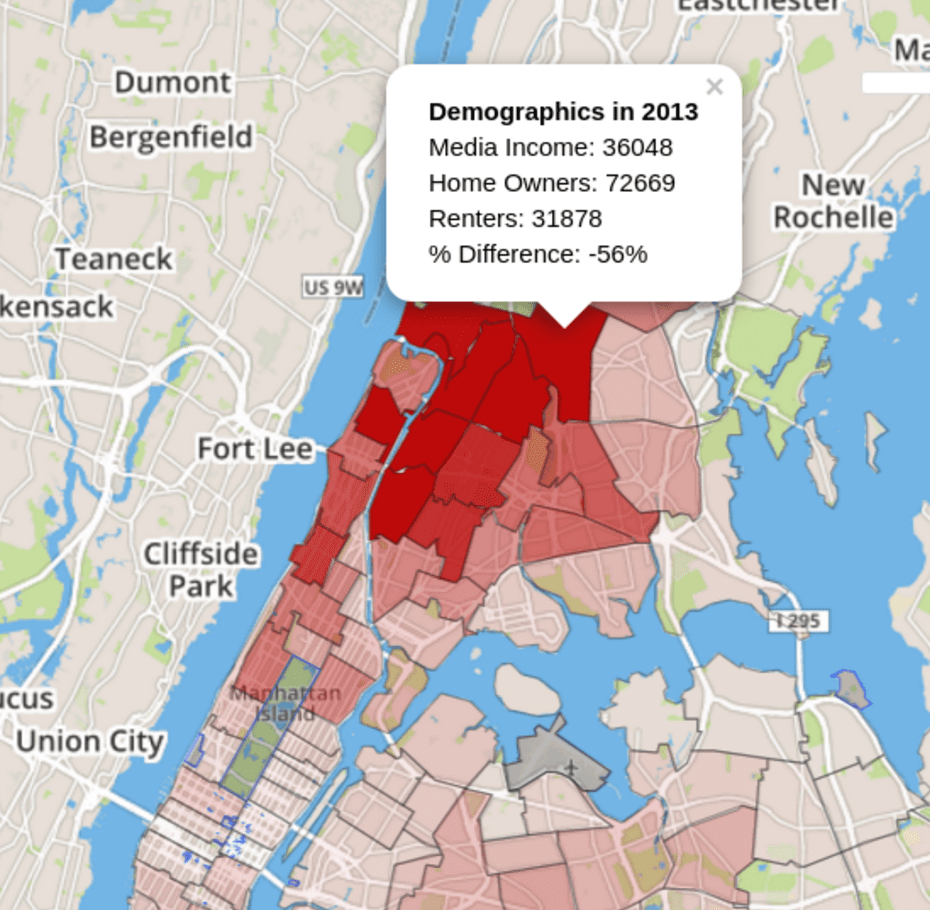 Eastchester
Ma
Dumont
Bergenfield
×
Demographics in 2013
Media Income: 36048
Home Owners: 72669
Renters: 31878
% Difference: -56%
New
Rochelle
Teaneck
kensack
US 9W
Fort Lee
Cliffside
Park
I 295
Manhattan
Island
ucus
Union City